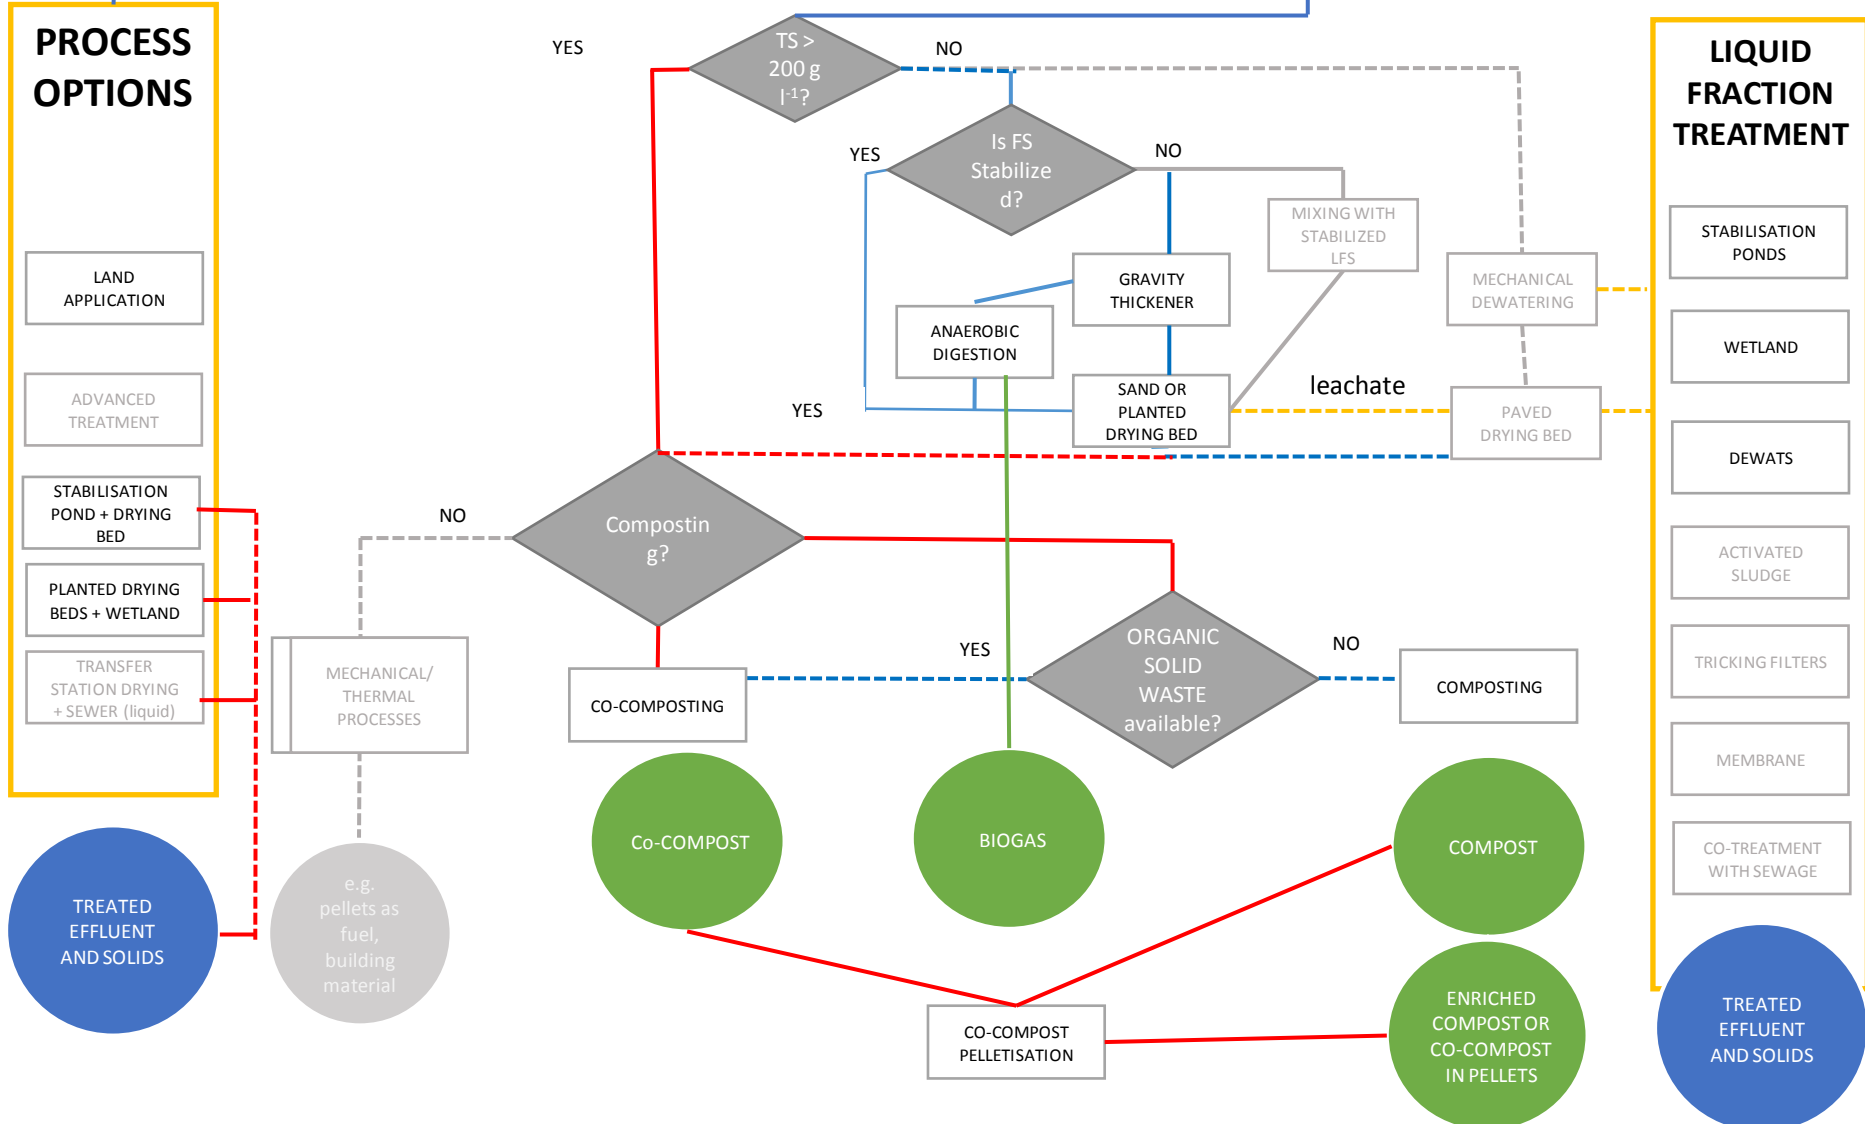 PROCESS
OPTIONS
LAND
APPLICATION
ADVANCED
TREATMENT
STABILISATION
POND + DRYING
BED
PLANTED DRYING
BEDS + WETLAND
TRANSFER
STATION DRYING
+ SEWER (liquid)
TREATED
EFFLUENT
AND SOLIDS
YES
TS >
200 g
l-1?
NO
YES
Is FS
Stabilize
d?
NO
MIXING WITH
STABILIZED
LFS
GRAVITY
THICKENER
MECHANICAL
DEWATERING
ANAEROBIC
DIGESTION
YES
SAND OR
PLANTED
DRYING BED
leachate
PAVED
DRYING BED
NO
Compostin
g?
MECHANICAL/
THERMAL
PROCESSES
CO-COMPOSTING
YES
ORGANIC
SOLID
WASTE
available?
NO
COMPOSTING
e.g.
pellets as
fuel,
building
material
Co-COMPOST
BIOGAS
COMPOST
CO-COMPOST
PELLETISATION
ENRICHED
COMPOST OR
CO-COMPOST
IN PELLETS
LIQUID
FRACTION
TREATMENT
STABILISATION
PONDS
WETLAND
DEWATS
ACTIVATED
SLUDGE
TRICKING FILTERS
MEMBRANE
CO-TREATMENT
WITH SEWAGE
TREATED
EFFLUENT
AND SOLIDS